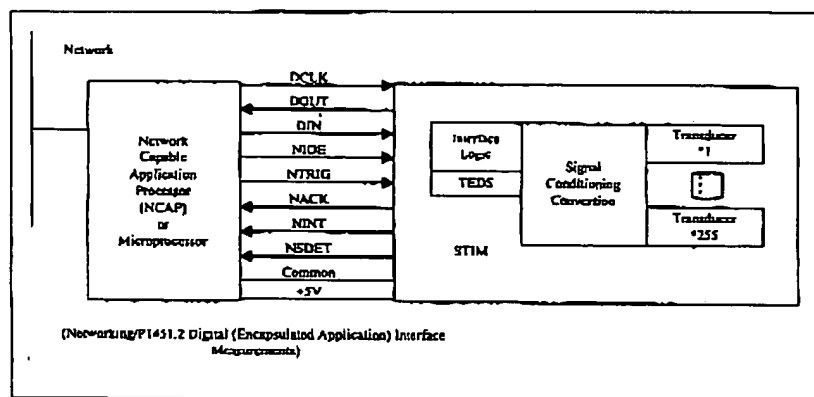 Network
DCLK
DOUT
DIN
NIOE
NTRIG
NACK
NINT
NSDET
Common
+5V
Network
Capable
Application
Processor
(NCAP)
or
Microprocessor
Interface
Logic
TEDS
Signal
Conditioning
Convertion
Transducer
*1
Transducer
*255
STIM
(Networking/P1451.2 Digital (Encapsulated Application) Interface
Measurements)